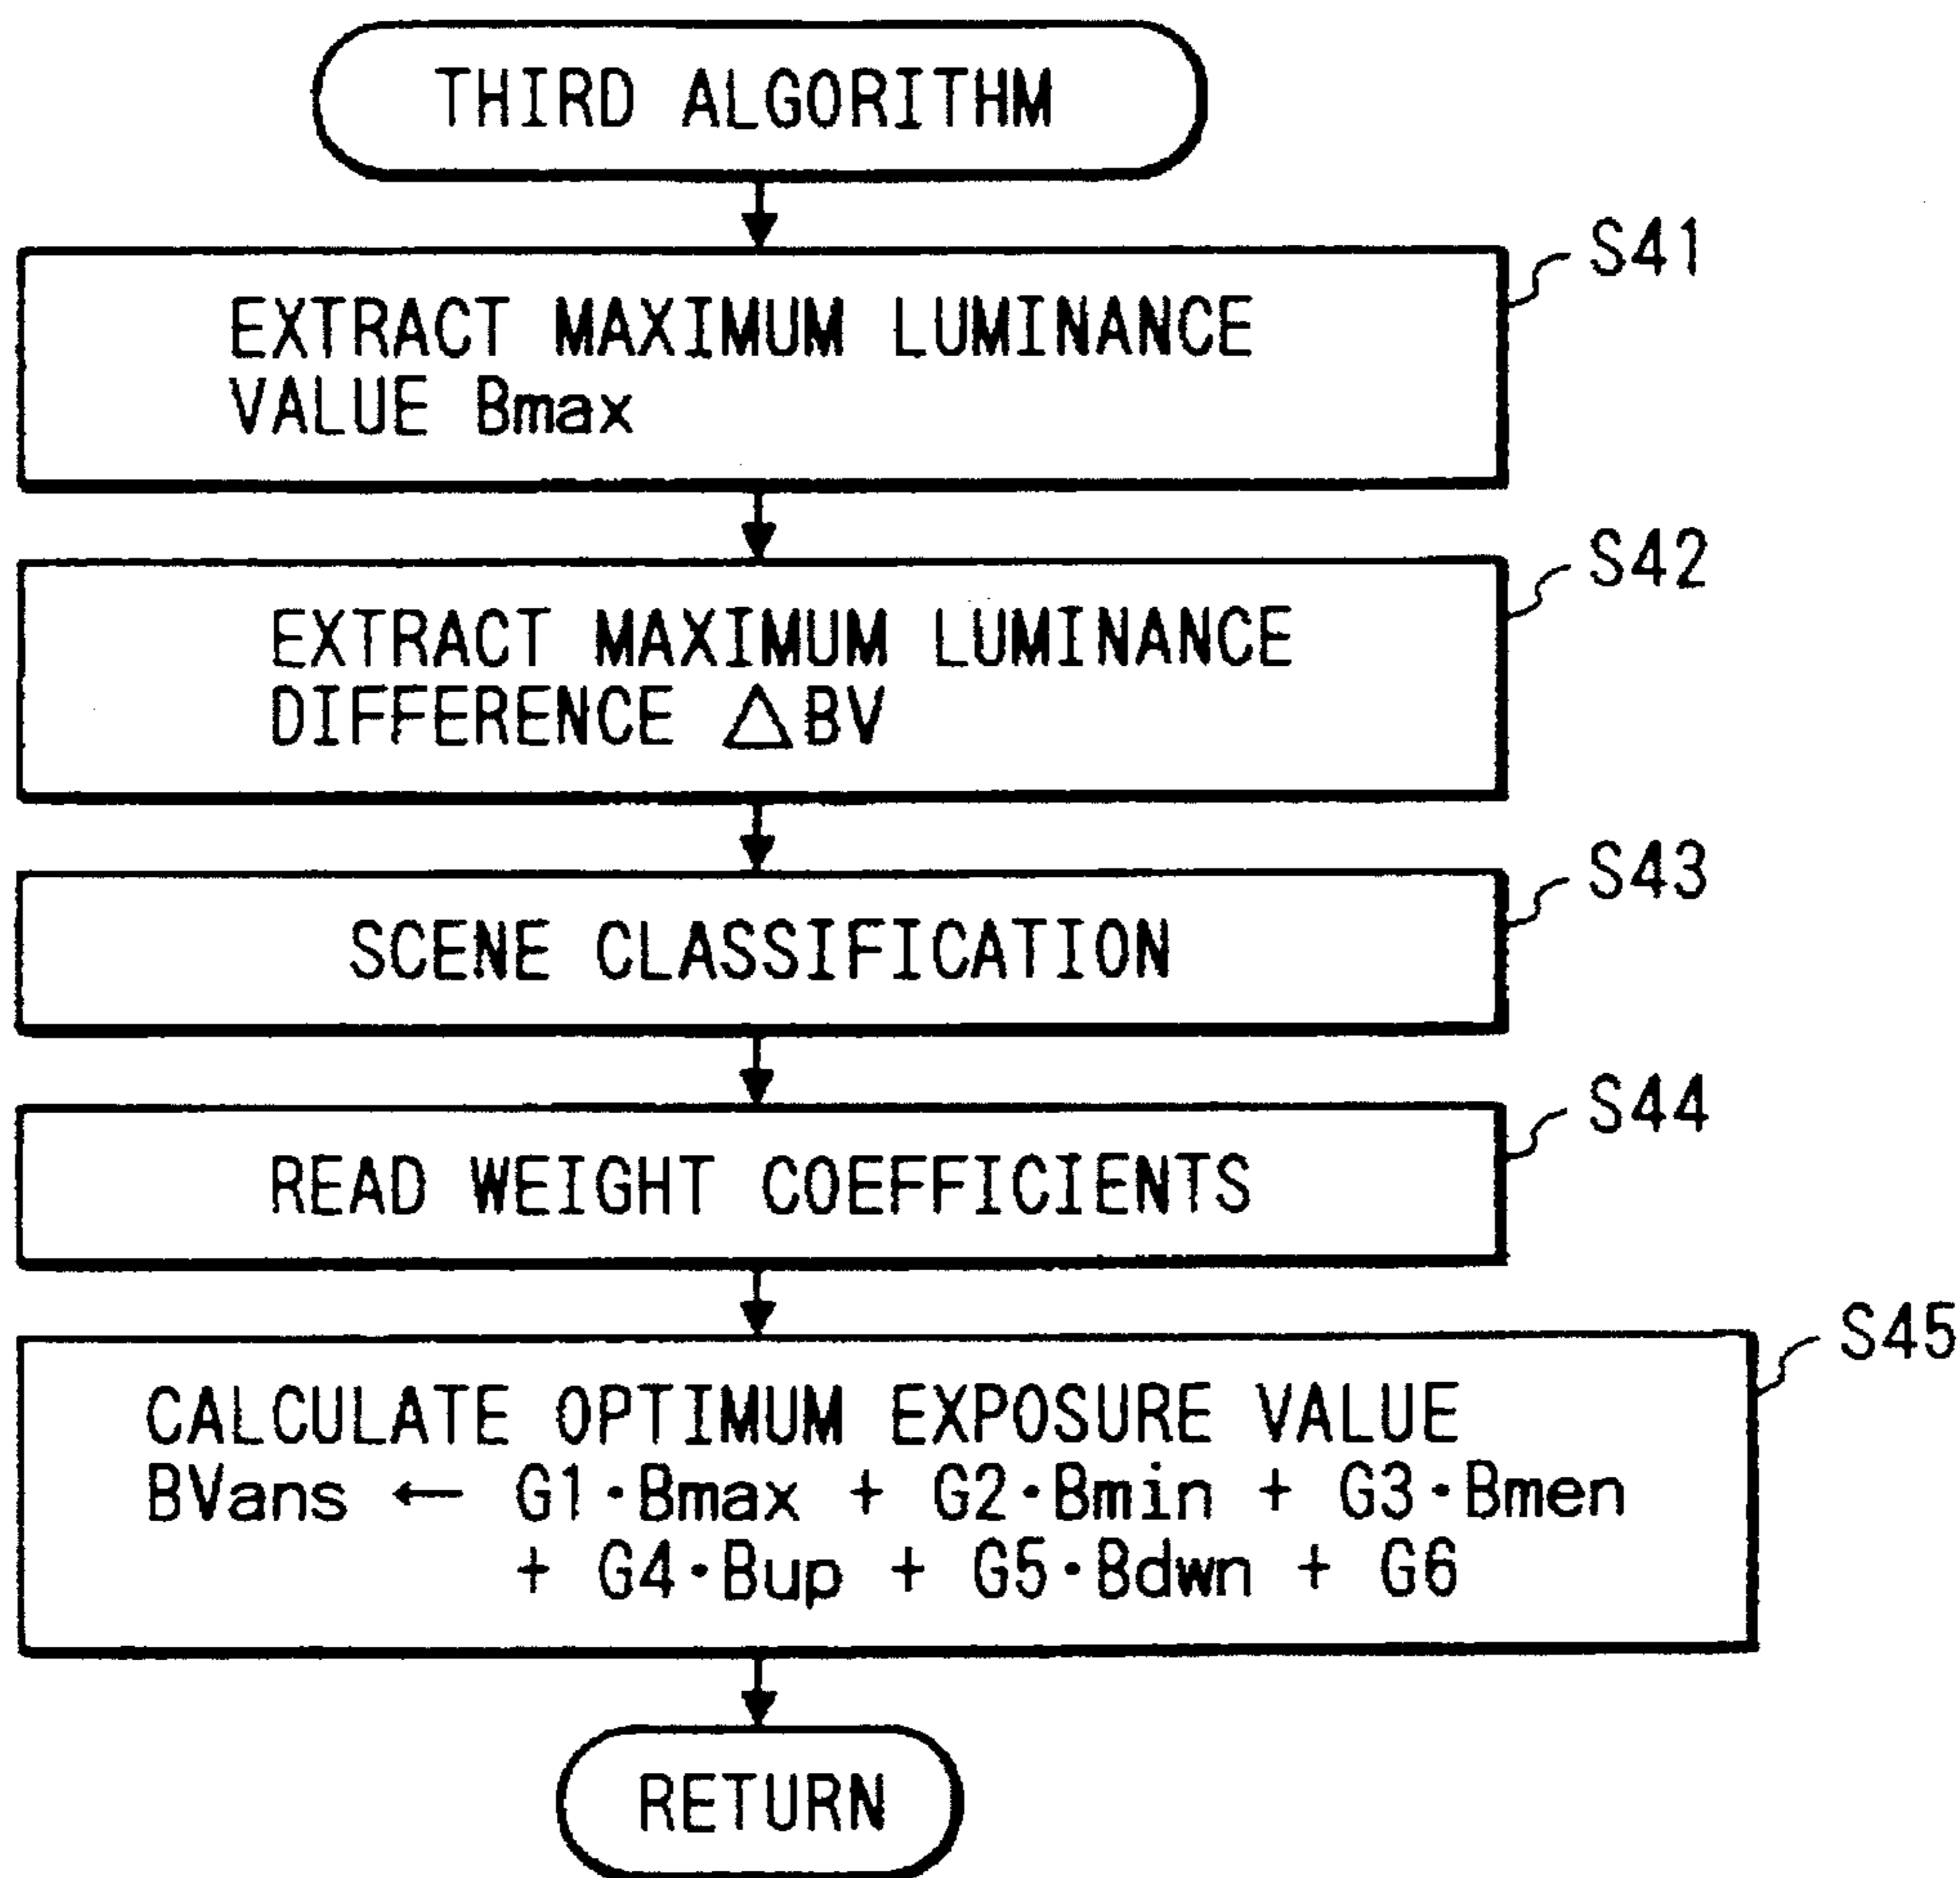 THIRD ALGORITHM
S41
EXTRACT MAXIMUM LUMINANCE
VALUE Bmax
S42
EXTRACT MAXIMUM LUMINANCE
DIFFERENCE △BV
S43
SCENE CLASSIFICATION
S44
READ WEIGHT COEFFICIENTS
S45
CALCULATE OPTIMUM EXPOSURE VALUE
BVans ← G1·Bmax + G2·Bmin + G3·Bmen
+ G4·Bup + G5·Bdwn + G6
RETURN